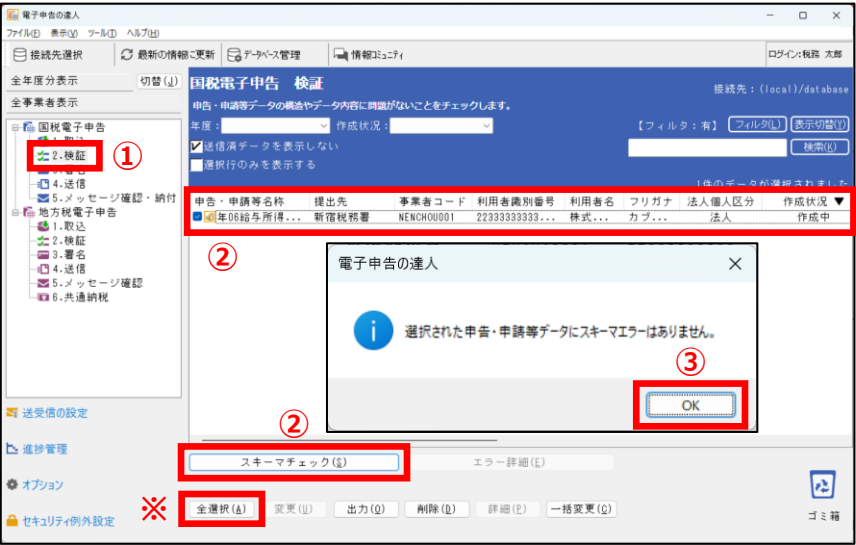 電子申告の達人
ファイル(F) 表示(V) ツール(T) ヘルプ(H)
接続先選択 最新の情報に更新 データベース管理 情報コミュニティ ログイン:税務 太郎
全年度分表示 切替(J)
全事業者表示
国税電子申告
1.取込
2.検証
①
4.送信
5.メッセージ確認・納付
地方税電子申告
1.取込
2.検証
3.署名
4.送信
5.メッセージ確認
6.共通納税
送受信の設定
進捗管理
オプション
セキュリティ例外設定
国税電子申告 検証
接続先:(local)/database
申告・申請等データの構造やデータ内容に問題がないことをチェックします。
年度: 作成状況: 【フィルタ:有】 フィルタ(L) 表示切替(Y)
送信済データを表示しない 検索(K)
選択行のみを表示する
1件のデータが選択されました
申告・申請等名称 提出先 事業者コード 利用者識別番号 利用者名 フリガナ 法人個人区分 作成状況 ▼
年06給与所得... 新宿税務署 NENCHOU001 22333333333... 株式... カブ... 法人 作成中
②
電子申告の達人
選択された申告・申請等データにスキーマエラーはありません。
③
OK
②
スキーマチェック(S) エラー詳細(E)
※ 全選択(A) 変更(U) 出力(O) 削除(D) 詳細(P) 一括変更(C)
ゴミ箱